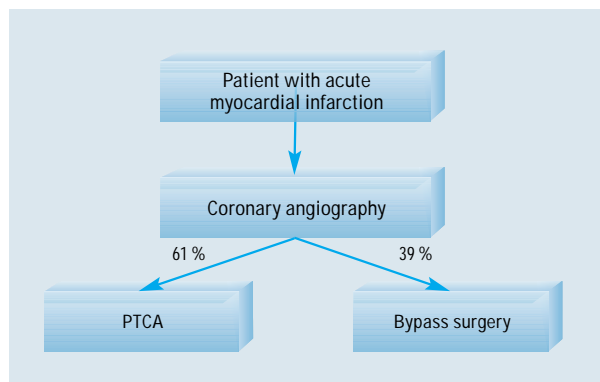 Patient with acute
myocardial infarction
Coronary angiography
61 %
39 %
PTCA
Bypass surgery